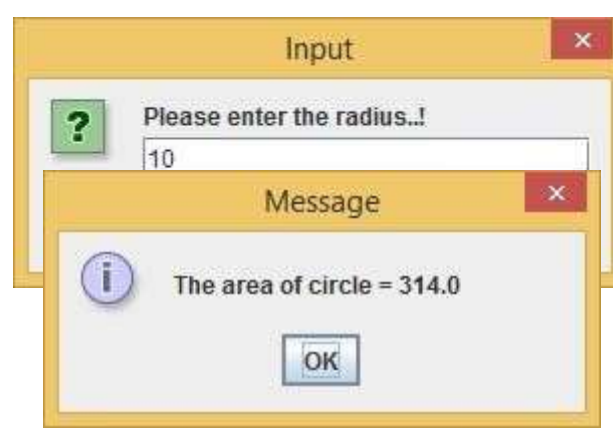 Input
Please enter the radius..!
10
Message
The area of circle = 314.0
OK